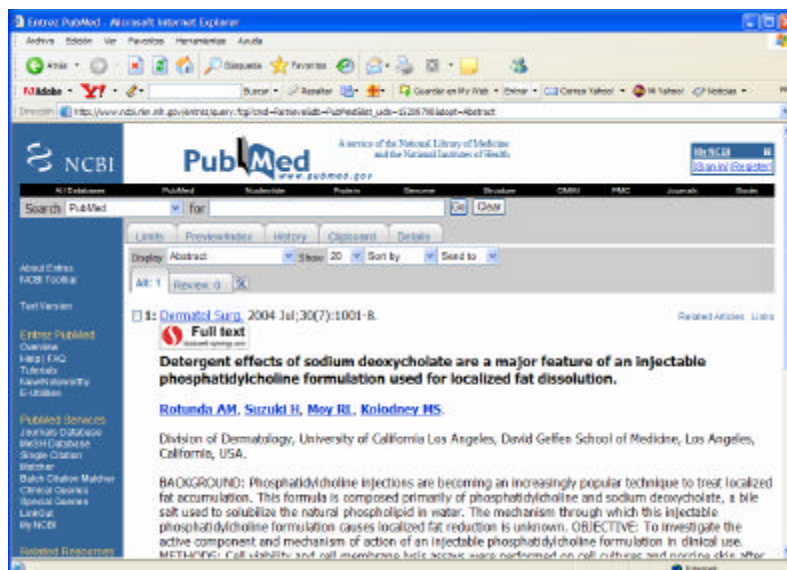 Entrez PubMed - Microsoft Internet Explorer
Archivo Edición Ver Favoritos Herramientas Ayuda
Atrás Búsqueda Favoritos
Adobe Y! Buscar Resaltar Guardar en My Web Entrar Correo Yahoo! Mi Yahoo! Noticias
NCBI
PubMed
www.pubmed.gov
A service of the National Library of Medicine
and the National Institutes of Health
My NCBI
[Sign In] [Register]
All Databases PubMed Nucleotide Protein Genome Structure OMIM PMC Journals Books
Search PubMed for Go Clear
Limits Preview/Index History Clipboard Details
Display Abstract Show 20 Sort by Send to
All: 1 Review: 0
About Entrez
NCBI Toolbar
Text Version
Entrez PubMed
Overview
Help | FAQ
Tutorials
New/Noteworthy
E-Utilities
PubMed Services
Journals Database
MeSH Database
Single Citation
Matcher
Batch Citation Matcher
Clinical Queries
Special Queries
LinkOut
My NCBI
Related Resources
1: Dermatol Surg. 2004 Jul;30(7):1001-8.
Related Articles, Links
Full text
Detergent effects of sodium deoxycholate are a major feature of an injectable
phosphatidylcholine formulation used for localized fat dissolution.
Rotunda AM, Suzuki H, Moy RL, Kolodney MS.
Division of Dermatology, University of California Los Angeles, David Geffen School of Medicine, Los Angeles,
California, USA.
BACKGROUND: Phosphatidylcholine injections are becoming an increasingly popular technique to treat localized
fat accumulation. This formula is composed primarily of phosphatidylcholine and sodium deoxycholate, a bile
salt used to solubilize the natural phospholipid in water. The mechanism through which this injectable
phosphatidylcholine formulation causes localized fat reduction is unknown. OBJECTIVE: To investigate the
active component and mechanism of action of an injectable phosphatidylcholine formulation in clinical use.
METHODS: Cell viability and cell membrane lysis assays were performed on cell cultures and porcine skin after
Internet